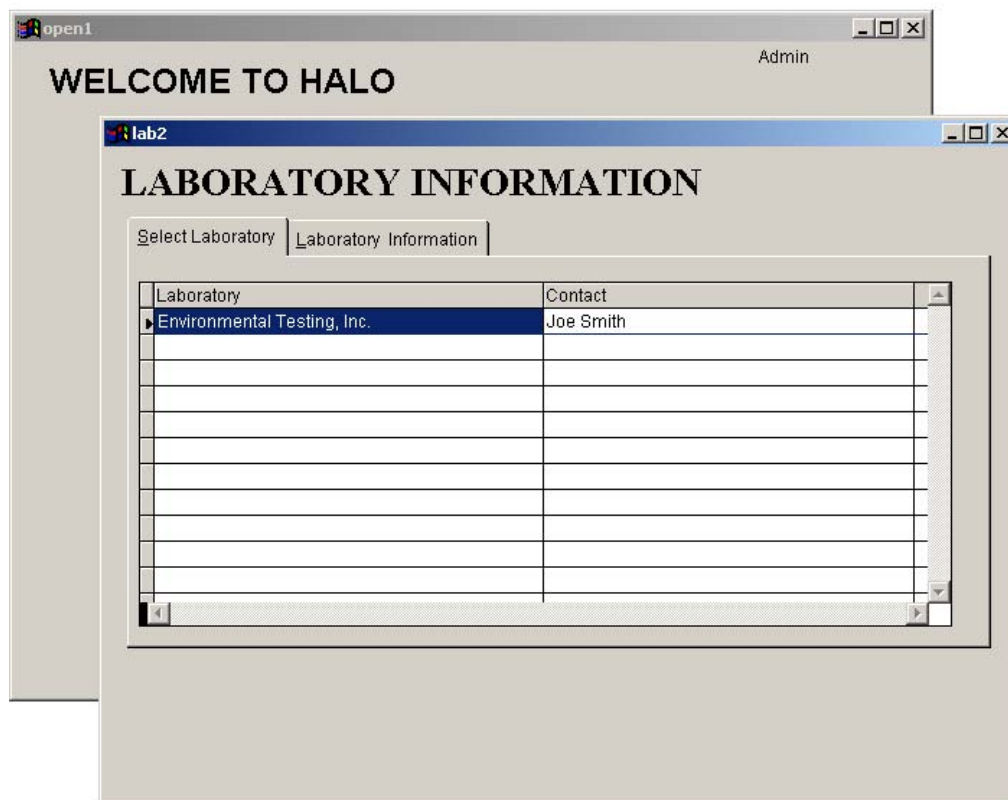 open1
Admin
WELCOME TO HALO
lab2
LABORATORY INFORMATION
Select Laboratory Laboratory Information
Laboratory Contact
Environmental Testing, Inc. Joe Smith